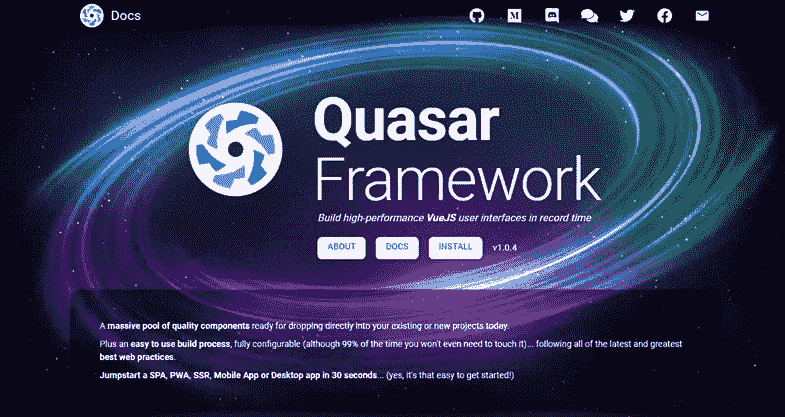 Docs
Quasar
Framework
Build high-performance VueJS user interfaces in record time
ABOUT DOCS INSTALL v1.0.4
A massive pool of quality components ready for dropping directly into your existing or new projects today.
Plus an easy to use build process, fully configurable (although 99% of the time you won't even need to touch it)... following all of the latest and greatest
best web practices.
Jumpstart a SPA, PWA, SSR, Mobile App or Desktop app in 30 seconds... (yes, it's that easy to get started!)